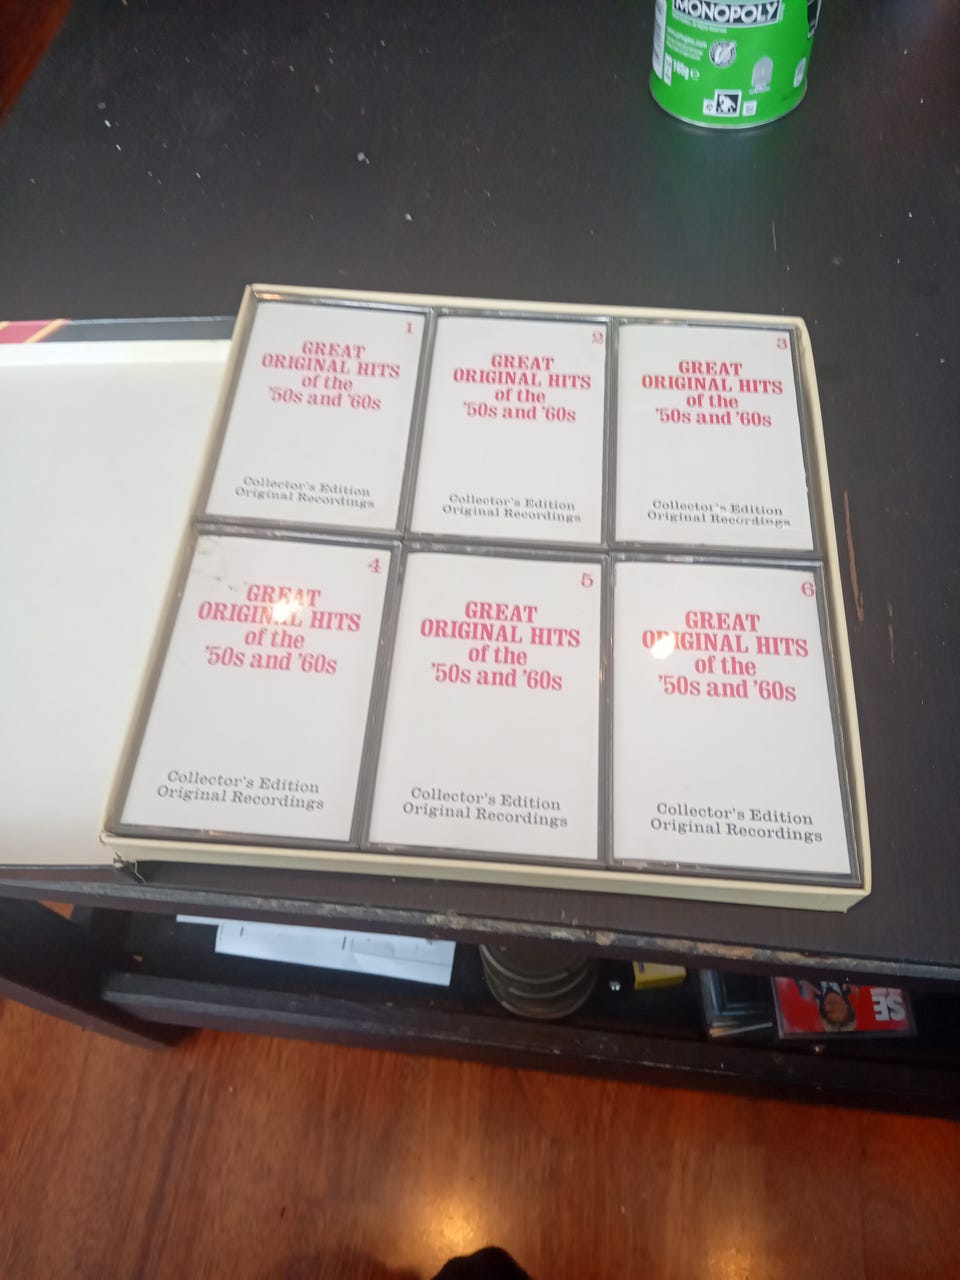 MONOPOLY
165g e
1
GREAT
ORIGINAL HITS
of the
'50s and '60s
Collector's Edition
Original Recordings
2
GREAT
ORIGINAL HITS
of the
'50s and '60s
Collector's Edition
Original Recordings
3
GREAT
ORIGINAL HITS
of the
'50s and '60s
Collector's Edition
Original Recordings
4
GREAT
ORIGINAL HITS
of the
'50s and '60s
Collector's Edition
Original Recordings
5
GREAT
ORIGINAL HITS
of the
'50s and '60s
Collector's Edition
Original Recordings
6
GREAT
ORIGINAL HITS
of the
'50s and '60s
Collector's Edition
Original Recordings